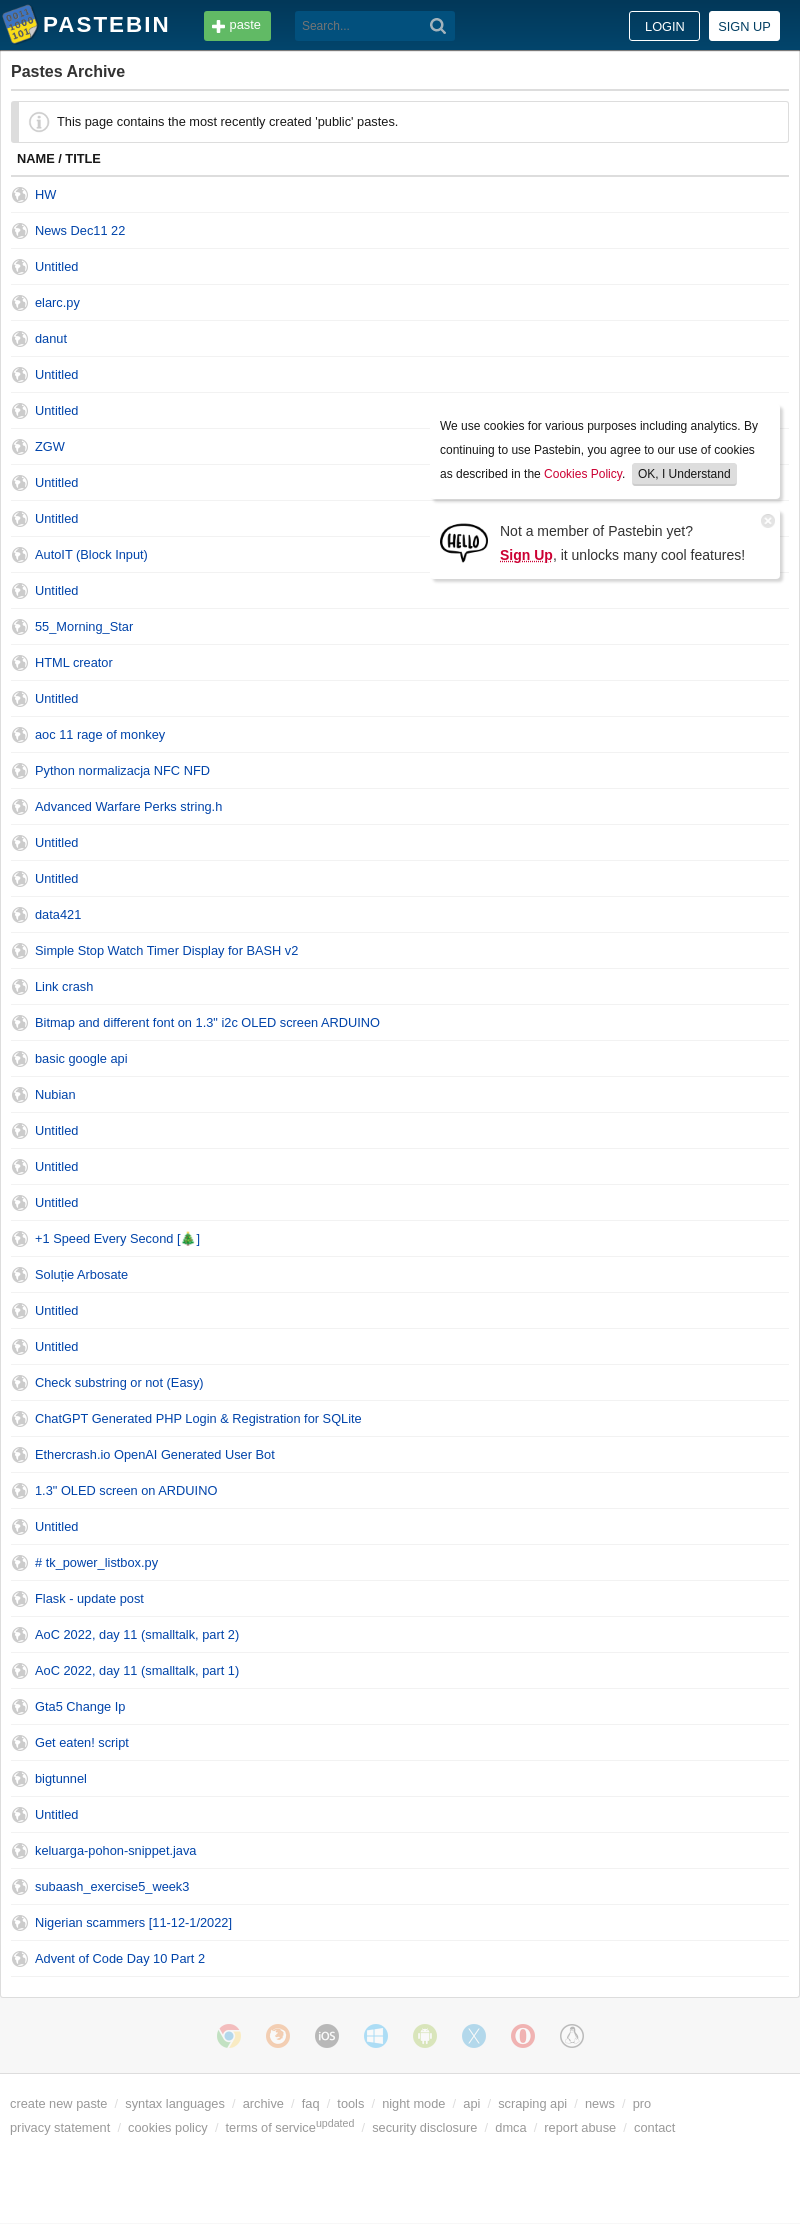 PASTEBIN paste Search... LOGIN SIGN UP
Pastes Archive
This page contains the most recently created 'public' pastes.
NAME / TITLE
HW
News Dec11 22
Untitled
elarc.py
danut
Untitled
Untitled
ZGW
Untitled
Untitled
AutoIT (Block Input)
Untitled
We use cookies for various purposes including analytics. By
continuing to use Pastebin, you agree to our use of cookies
as described in the Cookies Policy. OK, I Understand
HELLO
Not a member of Pastebin yet?
Sign Up, it unlocks many cool features!
55_Morning_Star
HTML creator
Untitled
aoc 11 rage of monkey
Python normalizacja NFC NFD
Advanced Warfare Perks string.h
Untitled
Untitled
data421
Simple Stop Watch Timer Display for BASH v2
Link crash
Bitmap and different font on 1.3" i2c OLED screen ARDUINO
basic google api
Nubian
Untitled
Untitled
Untitled
+1 Speed Every Second [🎄]
Soluție Arbosate
Untitled
Untitled
Check substring or not (Easy)
ChatGPT Generated PHP Login & Registration for SQLite
Ethercrash.io OpenAI Generated User Bot
1.3" OLED screen on ARDUINO
Untitled
# tk_power_listbox.py
Flask - update post
AoC 2022, day 11 (smalltalk, part 2)
AoC 2022, day 11 (smalltalk, part 1)
Gta5 Change Ip
Get eaten! script
bigtunnel
Untitled
keluarga-pohon-snippet.java
subaash_exercise5_week3
Nigerian scammers [11-12-1/2022]
Advent of Code Day 10 Part 2
iOS
create new paste / syntax languages / archive / faq / tools / night mode / api / scraping api / news / pro
privacy statement / cookies policy / terms of service updated / security disclosure / dmca / report abuse / contact